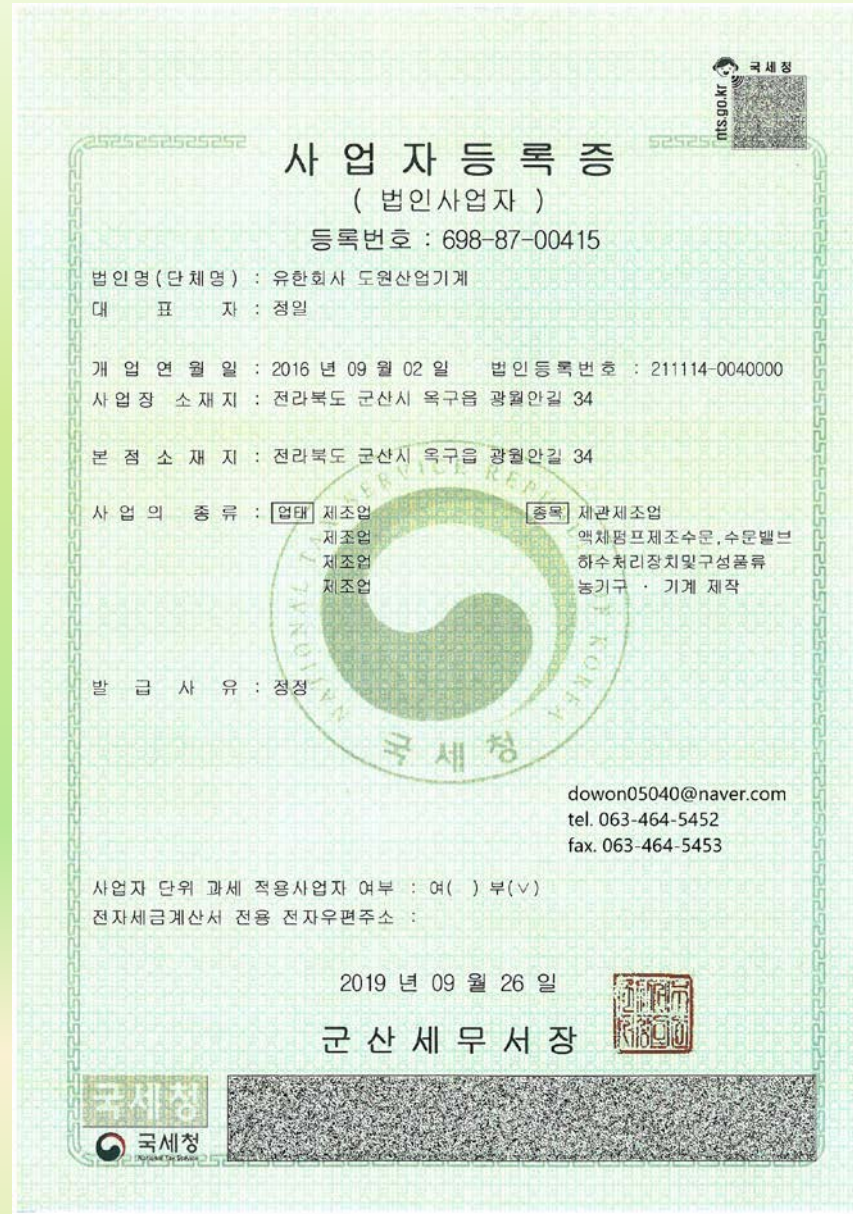 국세청
nts.go.kr
사업자등록증
( 법인사업자 )
등록번호 : 698-87-00415
법인명(단체명) : 유한회사 도원산업기계
대 표 자 : 정일
개 업 연 월 일 : 2016 년 09 월 02 일 법인등록번호 : 211114-0040000
사업장 소재지 : 전라북도 군산시 옥구읍 광월안길 34
본 점 소 재 지 : 전라북도 군산시 옥구읍 광월안길 34
사 업 의 종 류 : 업태 제조업 종목 제관제조업
제조업 액체펌프제조수문,수문밸브
제조업 하수처리장치및구성품류
제조업 농기구 · 기계 제작
발 급 사 유 : 정정
NATIONAL TAX SERVICE REPUBLIC OF KOREA
국세청
dowon05040@naver.com
tel. 063-464-5452
fax. 063-464-5453
사업자 단위 과세 적용사업자 여부 : 여( ) 부(∨)
전자세금계산서 전용 전자우편주소 :
2019 년 09 월 26 일
군산세무서장
국세청
국세청
National Tax Service